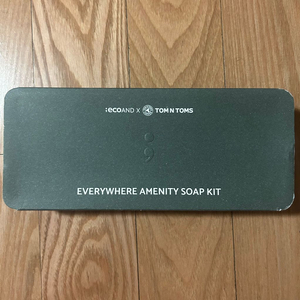 :ecoAND X TOM N TOMS
EVERYWHERE AMENITY SOAP KIT